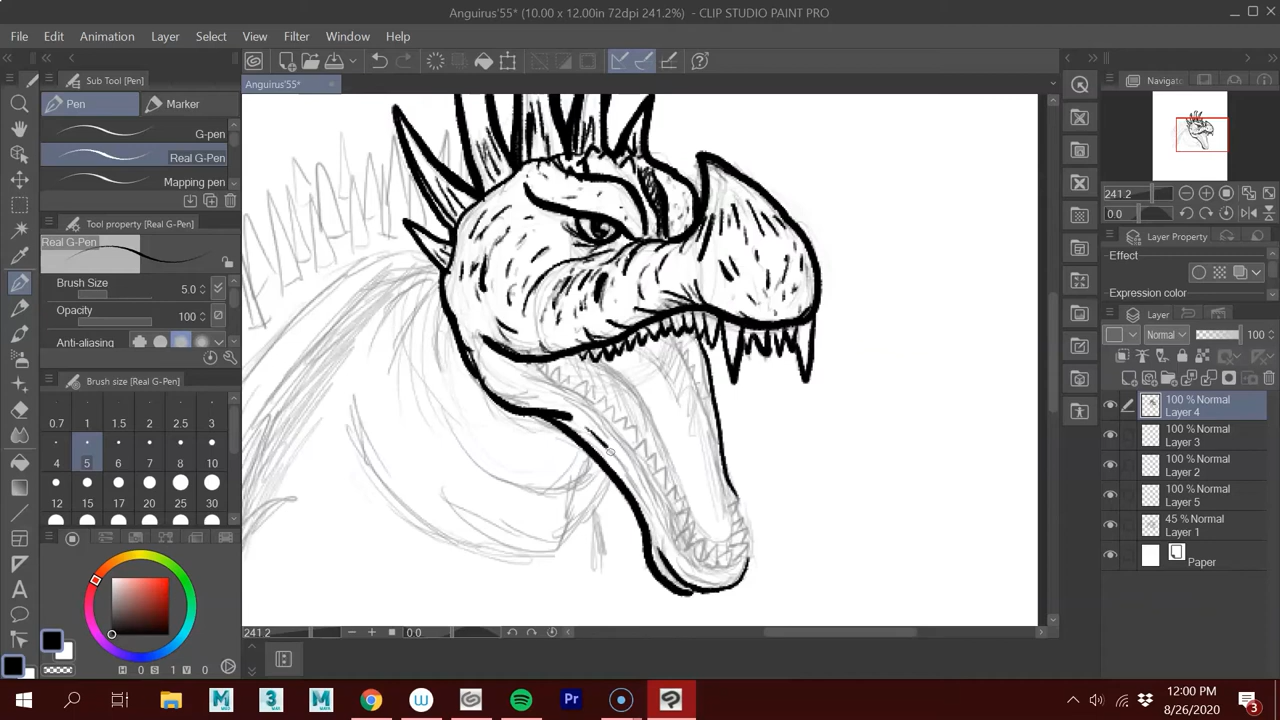 Anguirus'55* (10.00 x 12.00in 72dpi 241.2%) - CLIP STUDIO PAINT PRO
File Edit Animation Layer Select View Filter Window Help
Sub Tool [Pen]
Pen Marker
G-pen
Real G-Pen
Mapping pen
Tool property [Real G-Pen]
Real G-Pen
Brush Size 5.0
Opacity 100
Anti-aliasing
Brush size [Real G-Pen]
0.7 1 1.5 2 2.5 3
4 5 6 7 8 10
12 15 17 20 25 30
H 0 S 1 V 0
Anguirus'55*
241.2 0.0
Navigate
241.2
0.0
Layer Property
Effect
Expression color
Layer
Normal 100
100 % Normal
Layer 4
100 % Normal
Layer 3
100 % Normal
Layer 2
100 % Normal
Layer 5
45 % Normal
Layer 1
Paper
12:00 PM
8/26/2020
3